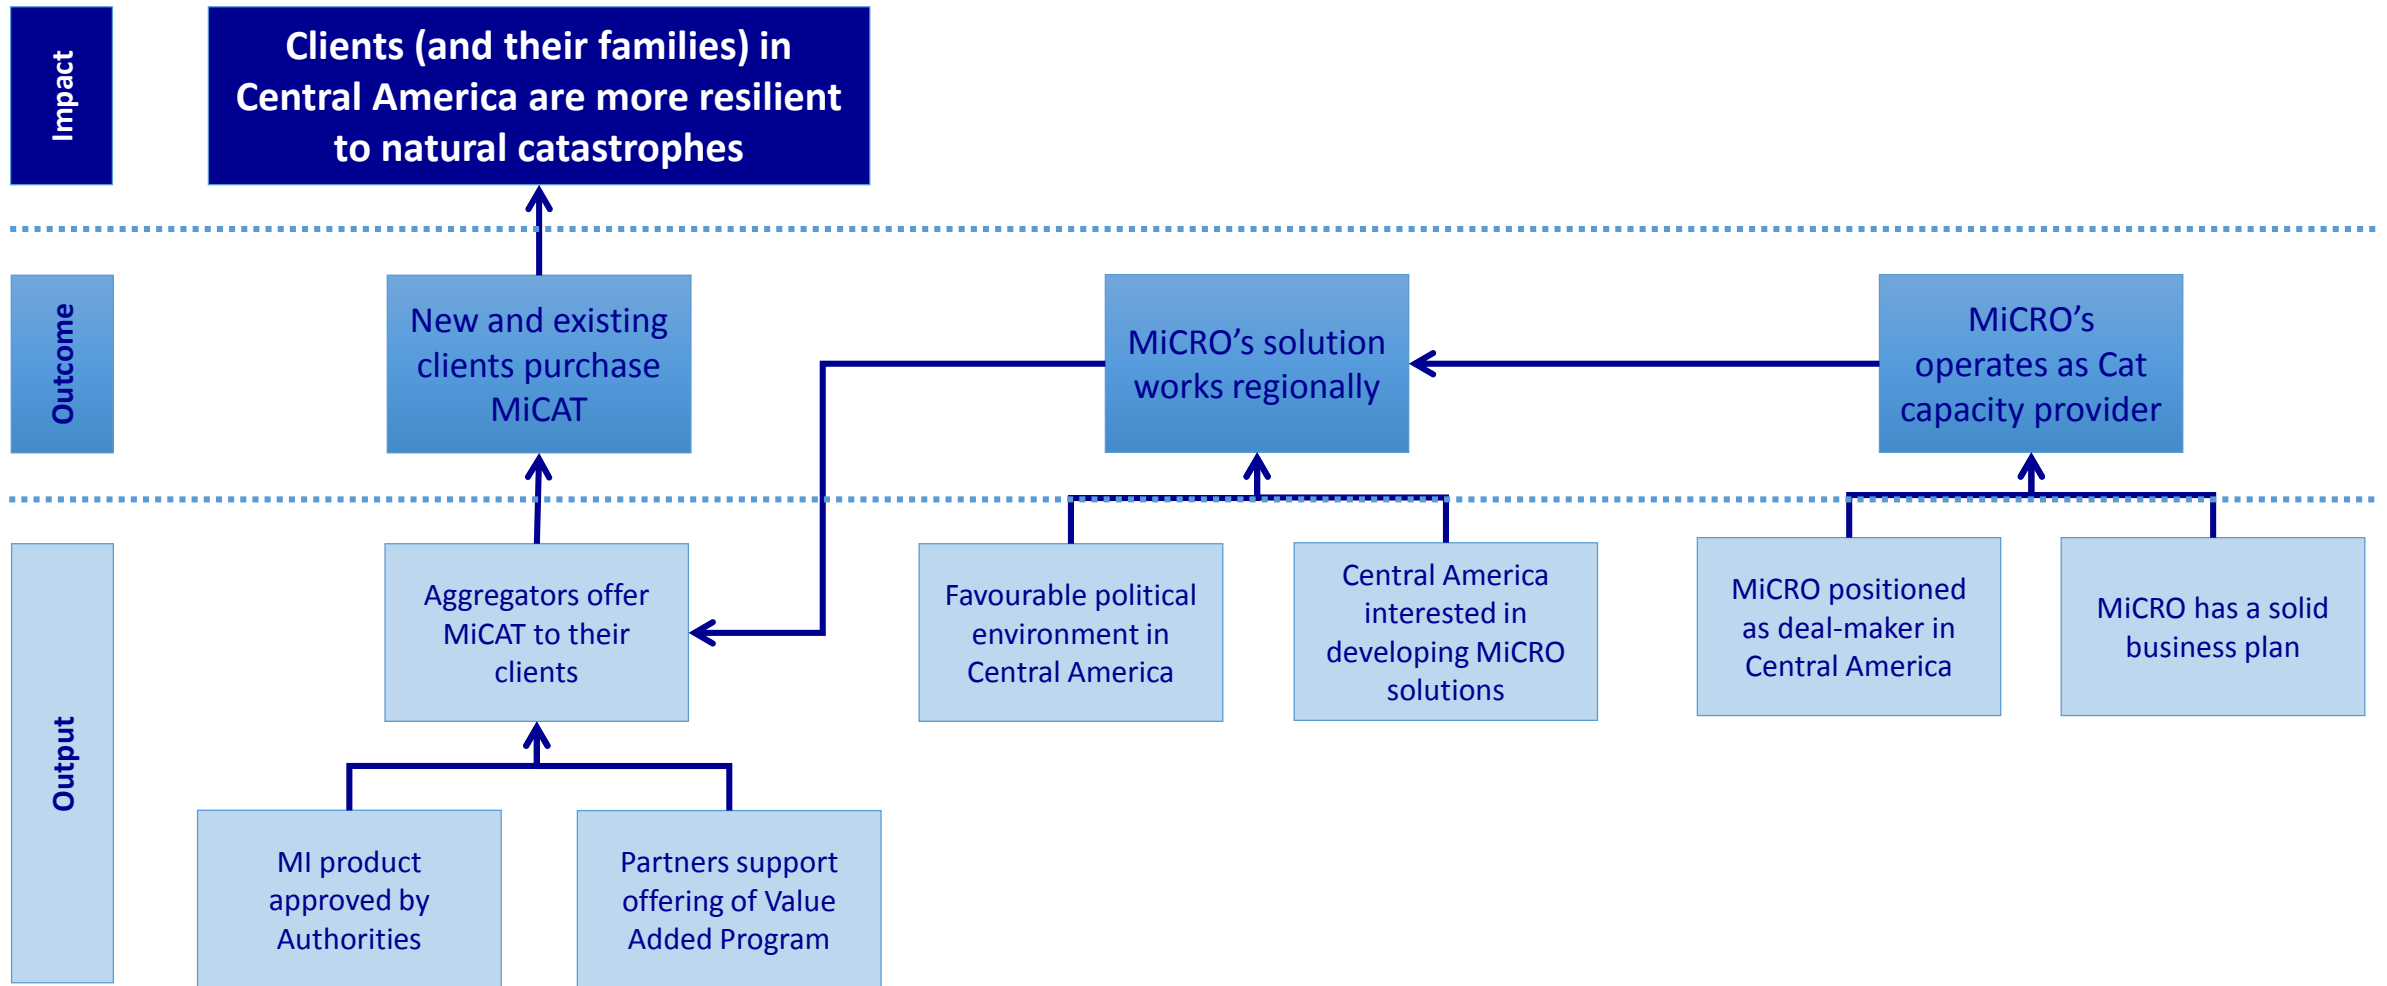 Impact
Clients (and their families) in
Central America are more resilient
to natural catastrophes
Outcome
New and existing
clients purchase
MiCAT
MiCRO’s solution
works regionally
MiCRO’s
operates as Cat
capacity provider
Output
Aggregators offer
MiCAT to their
clients
Favourable political
environment in
Central America
Central America
interested in
developing MiCRO
solutions
MiCRO positioned
as deal-maker in
Central America
MiCRO has a solid
business plan
MI product
approved by
Authorities
Partners support
offering of Value
Added Program